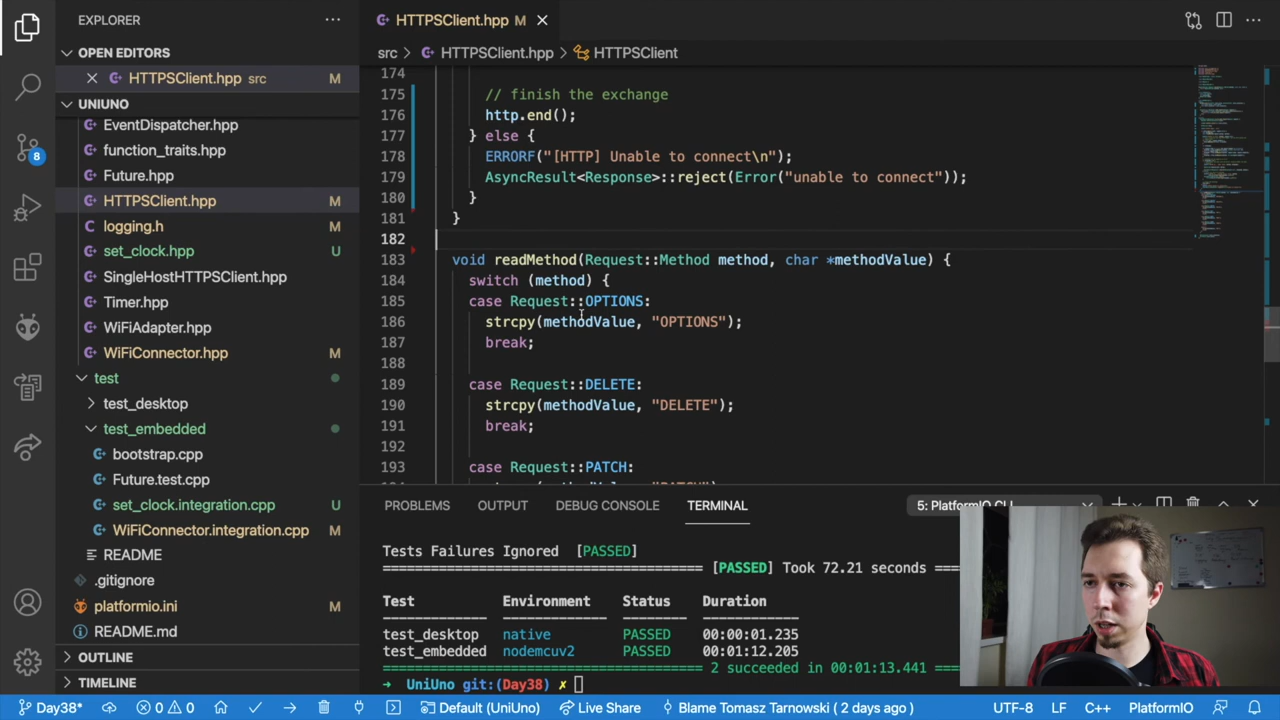 EXPLORER
OPEN EDITORS
HTTPSClient.hpp src M
UNIUNO
EventDispatcher.hpp
function_traits.hpp
Future.hpp
HTTPSClient.hpp M
logging.h M
set_clock.hpp U
SingleHostHTTPSClient.hpp
Timer.hpp
WiFiAdapter.hpp
WiFiConnector.hpp M
test
test_desktop
test_embedded
bootstrap.cpp
Future.test.cpp
set_clock.integration.cpp U
WiFiConnector.integration.cpp M
README
.gitignore
platformio.ini M
README.md
OUTLINE
TIMELINE
8
HTTPSClient.hpp M
src HTTPSClient.hpp HTTPSClient
174
175 // finish the exchange
176 http.end();
177 } else {
178 ERRORF("[HTTP] Unable to connect\n");
179 AsyncResult<Response>::reject(Error("unable to connect"));
180 }
181 }
182
183 void readMethod(Request::Method method, char *methodValue) {
184 switch (method) {
185 case Request::OPTIONS:
186 strcpy(methodValue, "OPTIONS");
187 break;
188
189 case Request::DELETE:
190 strcpy(methodValue, "DELETE");
191 break;
192
193 case Request::PATCH:
PROBLEMS OUTPUT DEBUG CONSOLE TERMINAL 5: PlatformIO CLI
Tests Failures Ignored [PASSED]
====================================== [PASSED] Took 72.21 seconds ====
Test Environment Status Duration
test_desktop native PASSED 00:00:01.235
test_embedded nodemcuv2 PASSED 00:01:12.205
====================================== 2 succeeded in 00:01:13.441 ====
➜ UniUno git:(Day38) ✗
Day38* 0 0 Default (UniUno) Live Share Blame Tomasz Tarnowski ( 2 days ago ) UTF-8 LF C++ PlatformIO